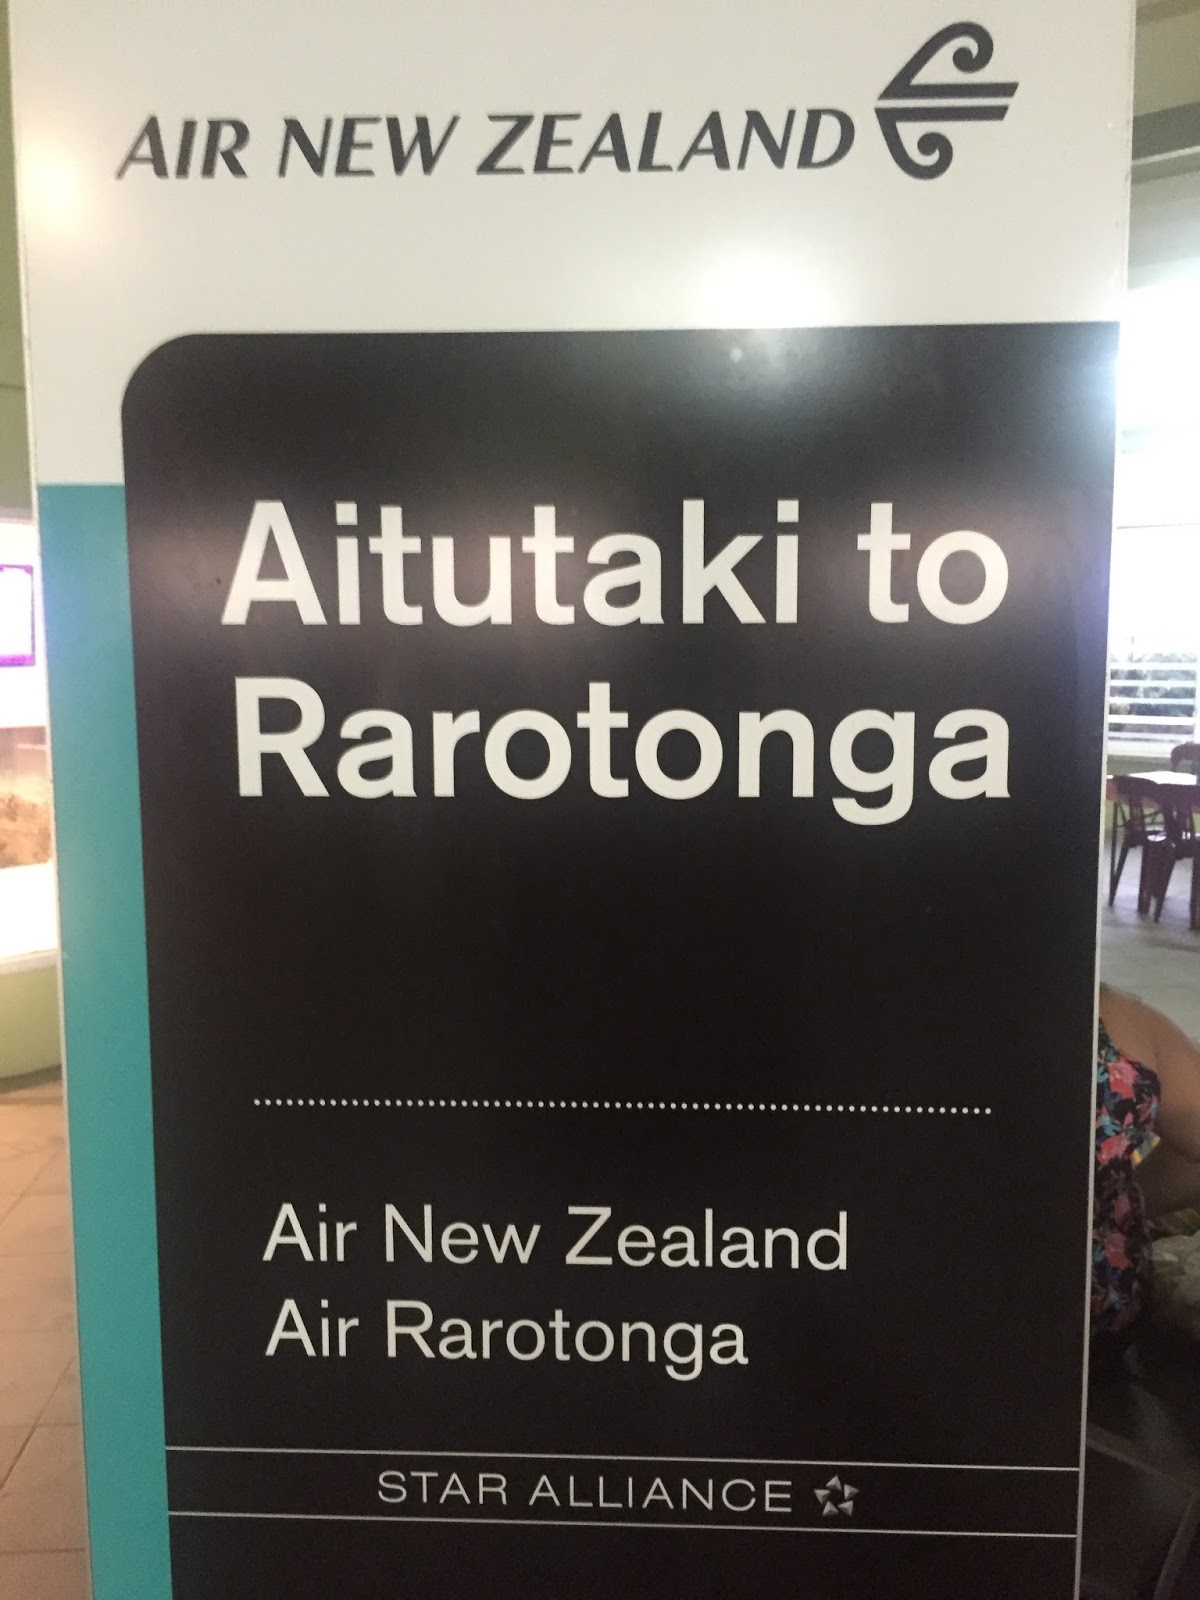 AIR NEW ZEALAND
Aitutaki to
Rarotonga
Air New Zealand
Air Rarotonga
STAR ALLIANCE